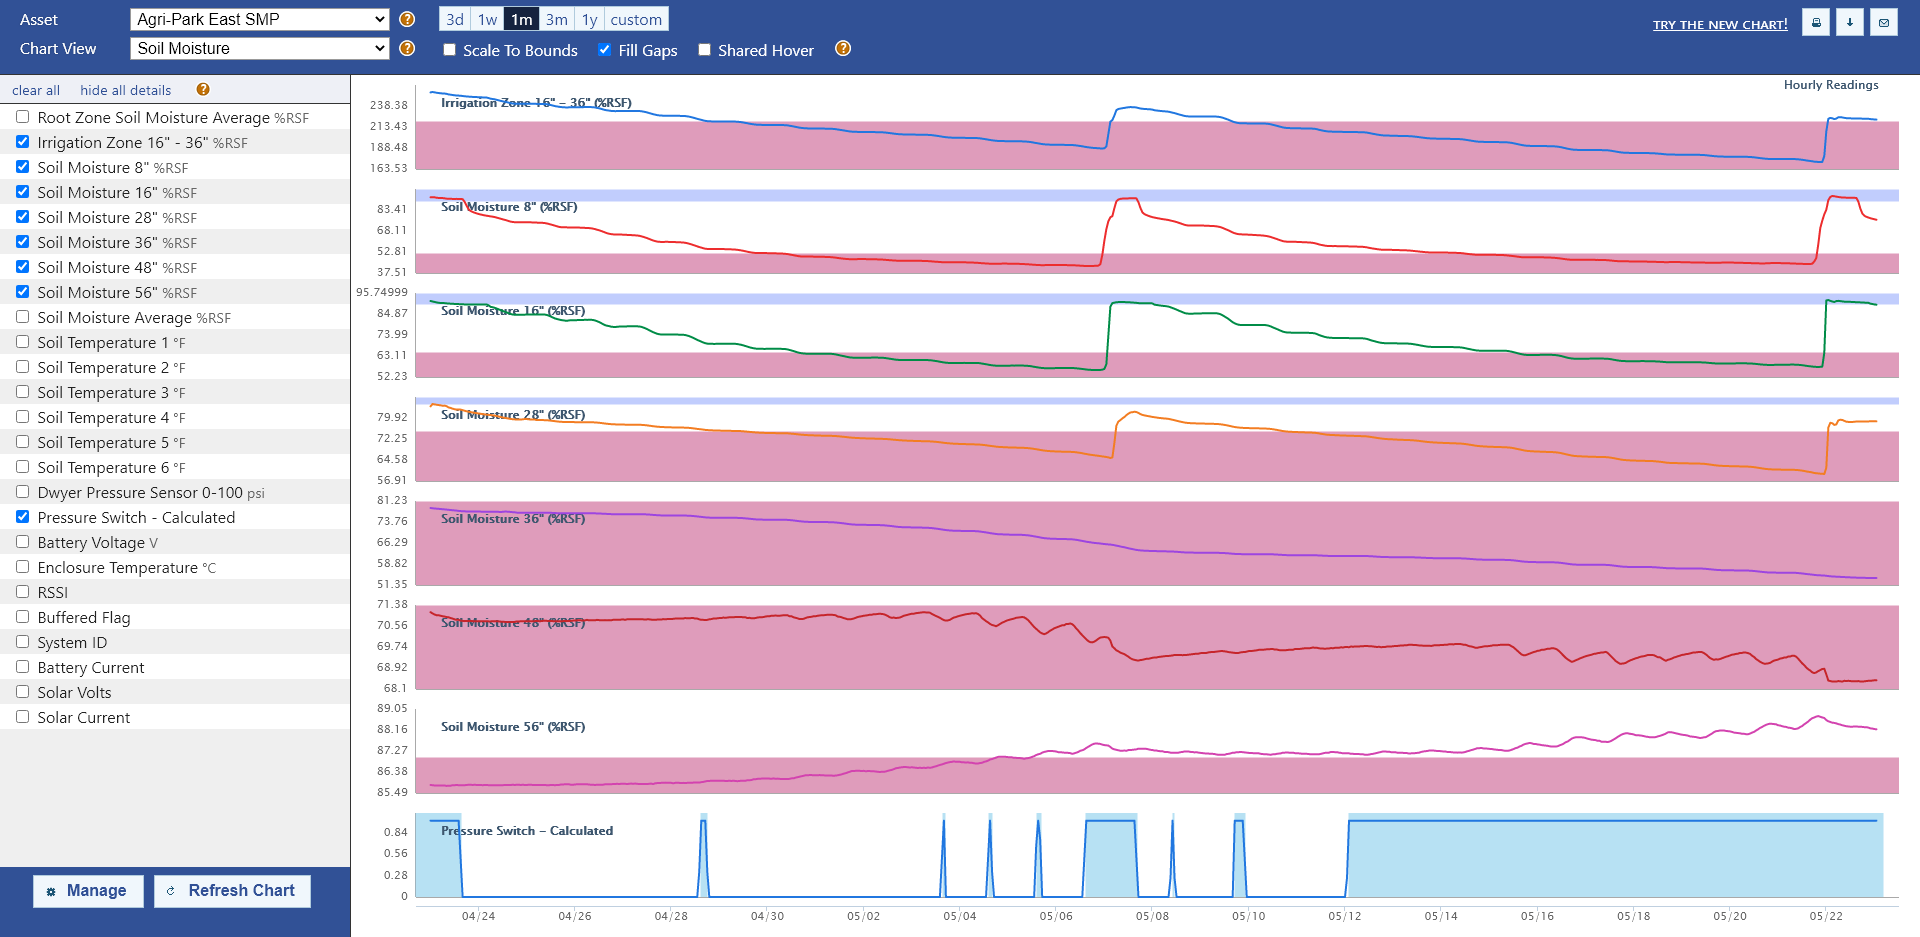 Asset
Agri-Park East SMP
?
3d 1w 1m 3m 1y custom
TRY THE NEW CHART!
Chart View
Soil Moisture
?
Scale To Bounds Fill Gaps Shared Hover ?
clear all hide all details ?
Root Zone Soil Moisture Average %RSF
Irrigation Zone 16" - 36" %RSF
Soil Moisture 8" %RSF
Soil Moisture 16" %RSF
Soil Moisture 28" %RSF
Soil Moisture 36" %RSF
Soil Moisture 48" %RSF
Soil Moisture 56" %RSF
Soil Moisture Average %RSF
Soil Temperature 1 °F
Soil Temperature 2 °F
Soil Temperature 3 °F
Soil Temperature 4 °F
Soil Temperature 5 °F
Soil Temperature 6 °F
Dwyer Pressure Sensor 0-100 psi
Pressure Switch - Calculated
Battery Voltage V
Enclosure Temperature °C
RSSI
Buffered Flag
System ID
Battery Current
Solar Volts
Solar Current
Manage
Refresh Chart
Hourly Readings
Irrigation Zone 16" - 36" (%RSF)
238.38
213.43
188.48
163.53
Soil Moisture 8" (%RSF)
83.41
68.11
52.81
37.51
Soil Moisture 16" (%RSF)
95.74999
84.87
73.99
63.11
52.23
Soil Moisture 28" (%RSF)
79.92
72.25
64.58
56.91
Soil Moisture 36" (%RSF)
81.23
73.76
66.29
58.82
51.35
Soil Moisture 48" (%RSF)
71.38
70.56
69.74
68.92
68.1
Soil Moisture 56" (%RSF)
89.05
88.16
87.27
86.38
85.49
Pressure Switch - Calculated
0.84
0.56
0.28
0
04/24 04/26 04/28 04/30 05/02 05/04 05/06 05/08 05/10 05/12 05/14 05/16 05/18 05/20 05/22